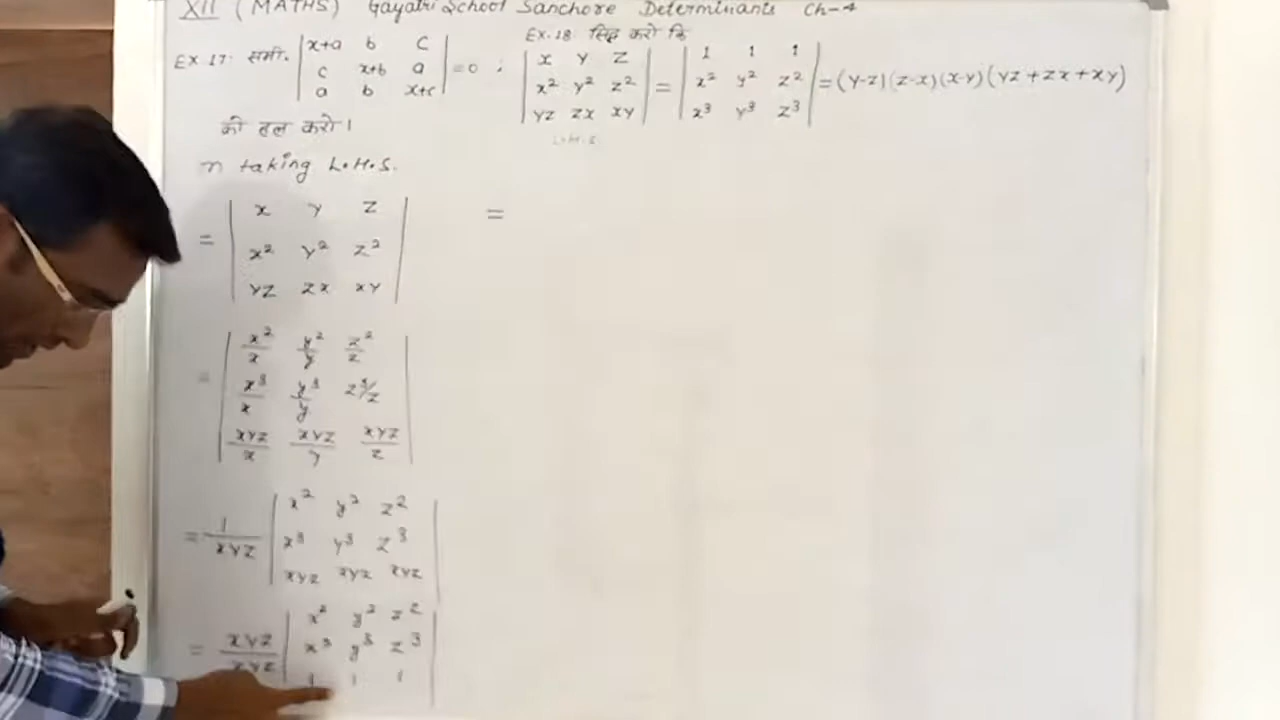 XII (MATHS) Gayatri School Sanchore Determinants Ch-4
Ex.17. समी. |x+a b c| = 0 ;
|c x+b a|
|a b x+c|
को हल करो।
Ex.18 सिद्ध करो कि
|x y z| = |1 1 1| = (y-z)(z-x)(x-y)(yz+zx+xy)
|x² y² z²| |x² y² z²|
|yz zx xy| |x³ y³ z³|
L.H.S
taking L.H.S.
= |x y z| =
|x² y² z²|
|yz zx xy|
= |x²/x y²/y z²/z|
|x³/x y³/y z³/z|
|xyz/x xyz/y xyz/z|
= 1/xyz |x² y² z²|
|x³ y³ z³|
|xyz xyz xyz|
= xyz/xyz |x² y² z²|
|x³ y³ z³|
|1 1 1|